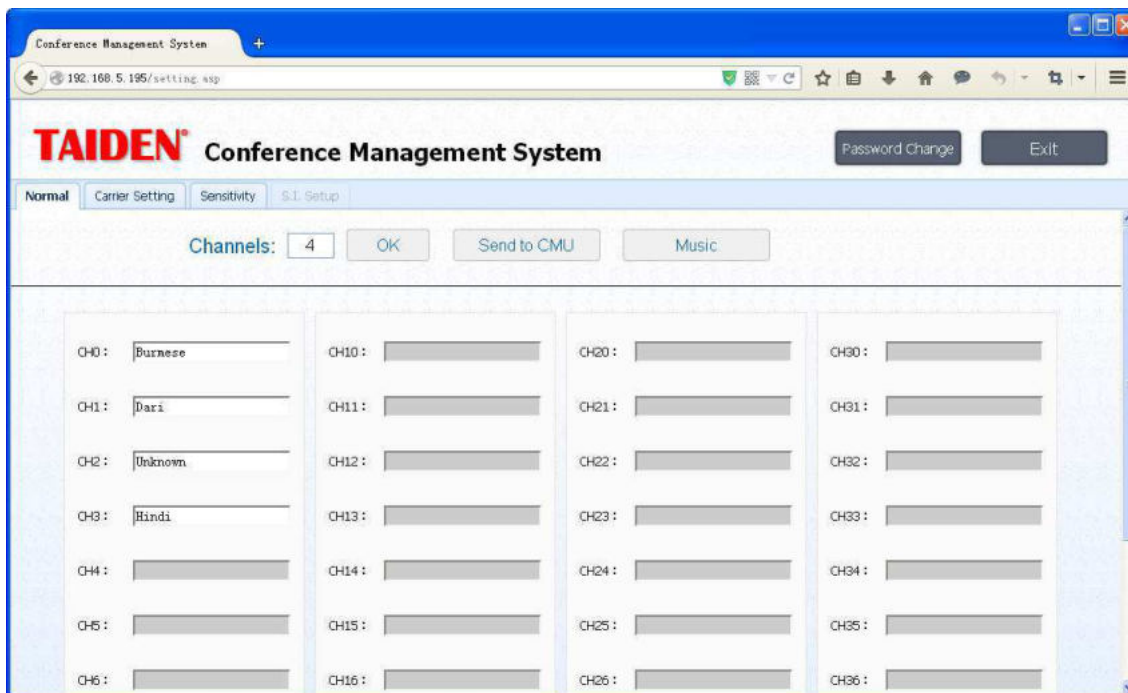 Conference Management System
192.168.5.195/setting.asp
TAIDEN® Conference Management System
Password Change Exit
Normal Carrier Setting Sensitivity S.I. Setup
Channels: 4 OK Send to CMU Music
CH0: Burmese CH10: CH20: CH30:
CH1: Dari CH11: CH21: CH31:
CH2: Unknown CH12: CH22: CH32:
CH3: Hindi CH13: CH23: CH33:
CH4: CH14: CH24: CH34:
CH5: CH15: CH25: CH35:
CH6: CH16: CH26: CH36: